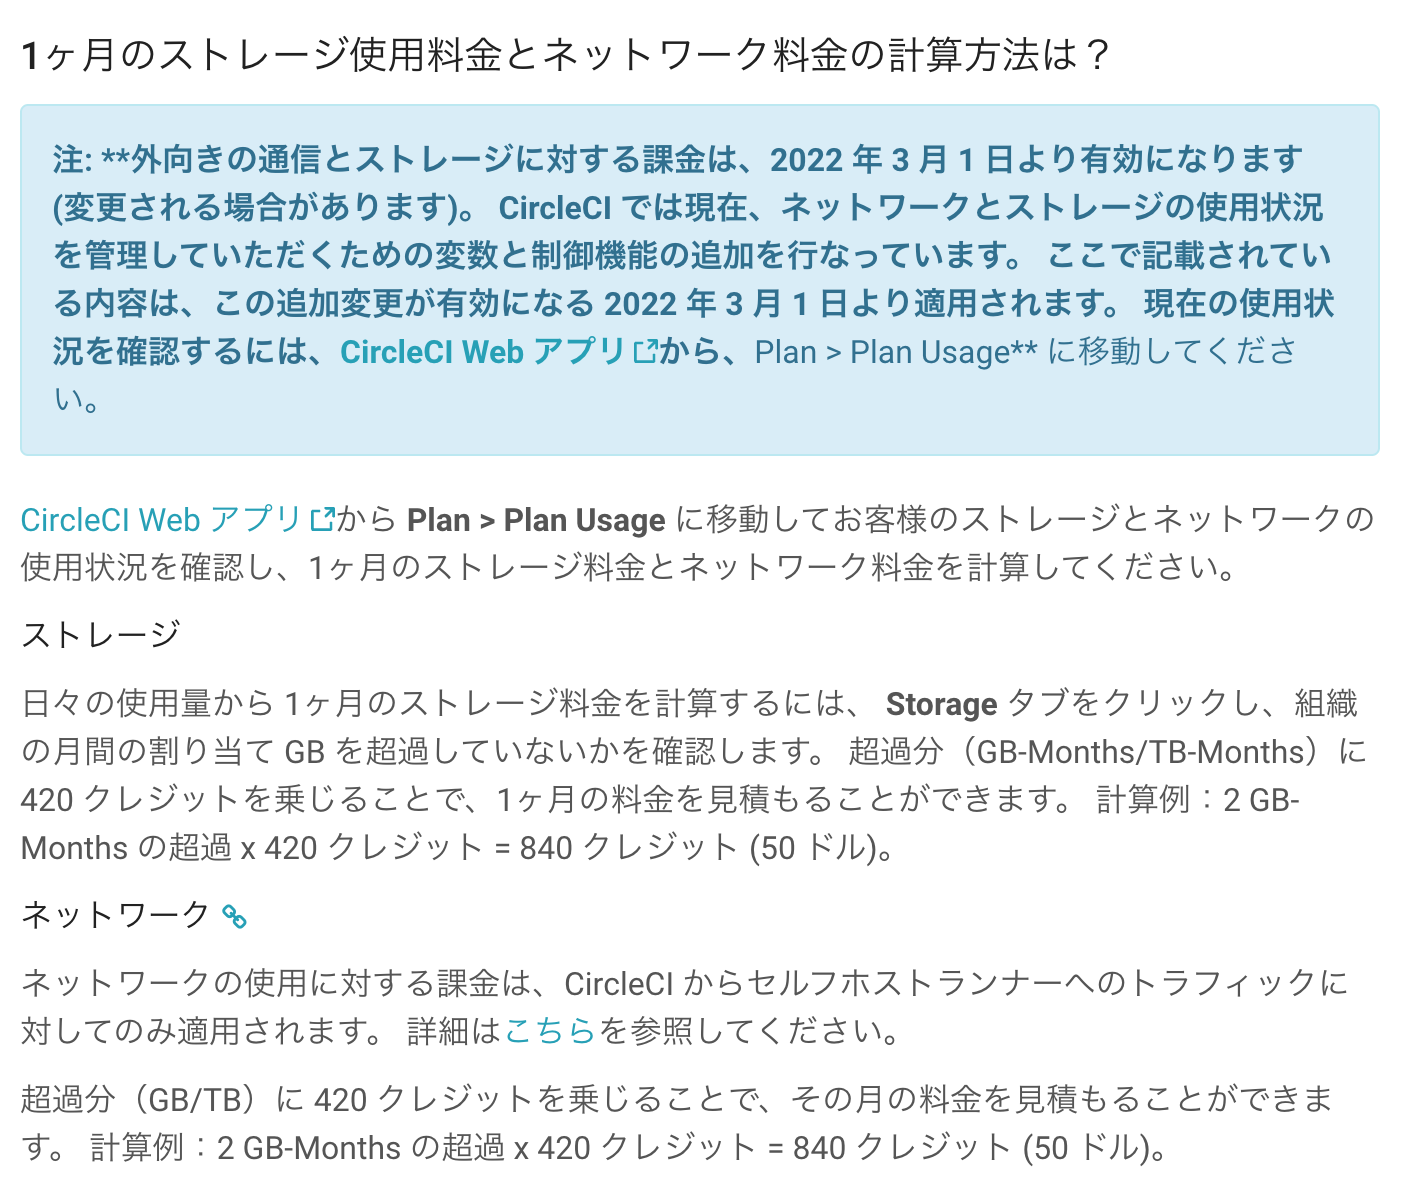 1ヶ月のストレージ使用料金とネットワーク料金の計算方法は？
注: **外向きの通信とストレージに対する課金は、2022 年 3 月 1 日より有効になります
(変更される場合があります)。 CircleCI では現在、ネットワークとストレージの使用状況
を管理していただくための変数と制御機能の追加を行なっています。 ここで記載されてい
る内容は、この追加変更が有効になる 2022 年 3 月 1 日より適用されます。 現在の使用状
況を確認するには、CircleCI Web アプリから、Plan > Plan Usage** に移動してくださ
い。
CircleCI Web アプリから Plan > Plan Usage に移動してお客様のストレージとネットワークの
使用状況を確認し、1ヶ月のストレージ料金とネットワーク料金を計算してください。
ストレージ
日々の使用量から 1ヶ月のストレージ料金を計算するには、 Storage タブをクリックし、組織
の月間の割り当て GB を超過していないかを確認します。 超過分（GB-Months/TB-Months）に
420 クレジットを乗じることで、1ヶ月の料金を見積もることができます。 計算例：2 GB-
Months の超過 x 420 クレジット = 840 クレジット (50 ドル)。
ネットワーク
ネットワークの使用に対する課金は、CircleCI からセルフホストランナーへのトラフィックに
対してのみ適用されます。 詳細はこちらを参照してください。
超過分（GB/TB）に 420 クレジットを乗じることで、その月の料金を見積もることができま
す。 計算例：2 GB-Months の超過 x 420 クレジット = 840 クレジット (50 ドル)。